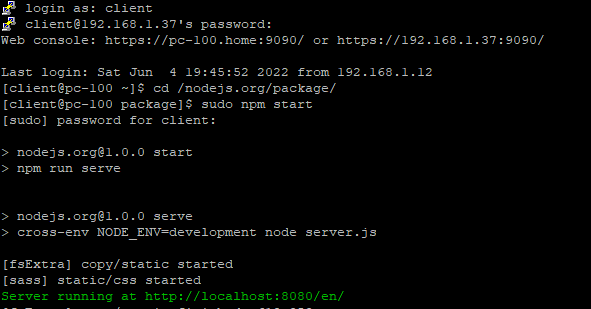 login as: client
client@192.168.1.37's password:
Web console: https://pc-100.home:9090/ or https://192.168.1.37:9090/
Last login: Sat Jun  4 19:45:52 2022 from 192.168.1.12
[client@pc-100 ~]$ cd /nodejs.org/package/
[client@pc-100 package]$ sudo npm start
[sudo] password for client:
> nodejs.org@1.0.0 start
> npm run serve
> nodejs.org@1.0.0 serve
> cross-env NODE_ENV=development node server.js
[fsExtra] copy/static started
[sass] static/css started
Server running at http://localhost:8080/en/